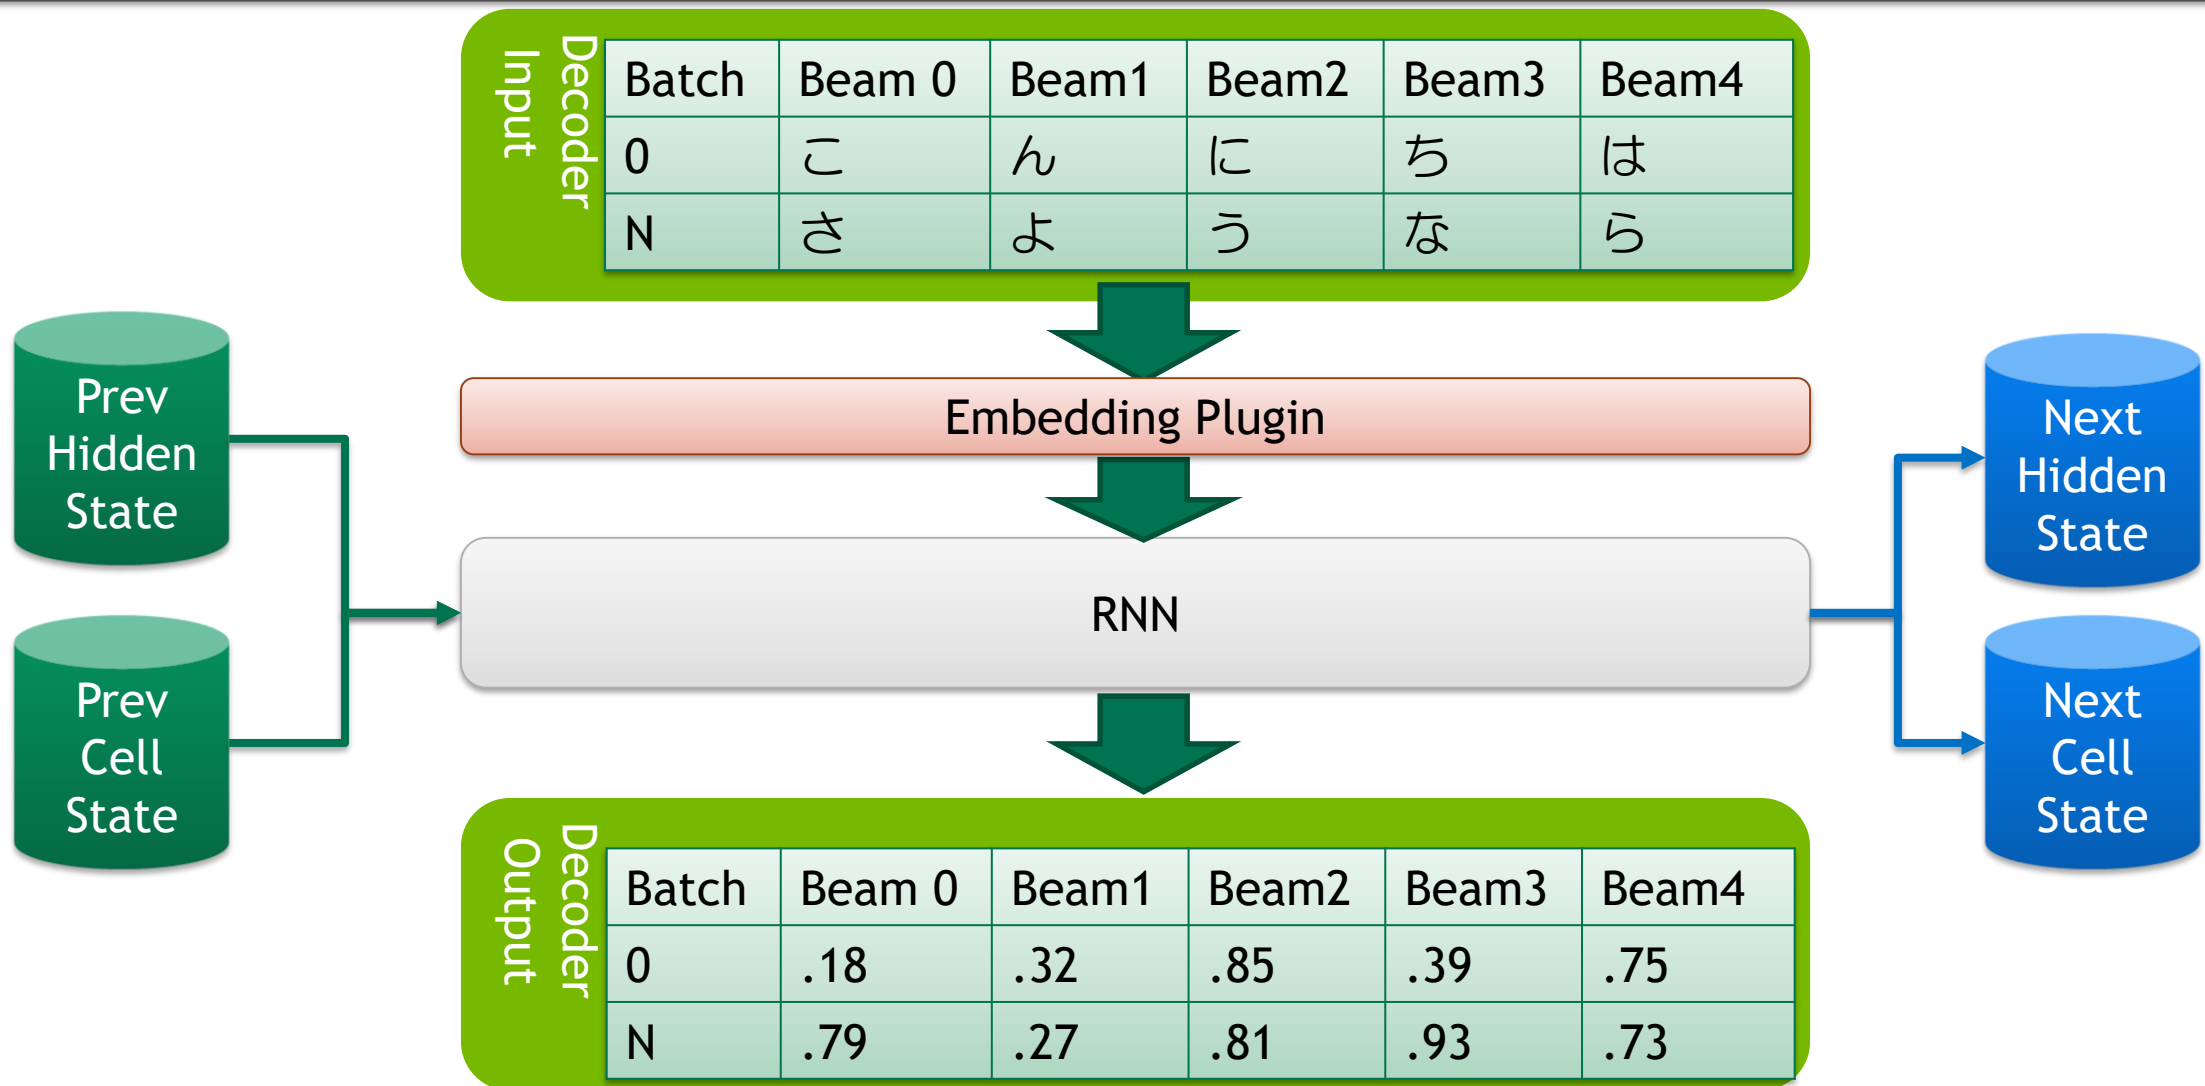 Decoder
Input
Batch Beam 0 Beam1 Beam2 Beam3 Beam4
0 こ ん に ち は
N さ よ う な ら
Embedding Plugin
Prev
Hidden
State
Prev
Cell
State
RNN
Next
Hidden
State
Next
Cell
State
Decoder
Output
Batch Beam 0 Beam1 Beam2 Beam3 Beam4
0 .18 .32 .85 .39 .75
N .79 .27 .81 .93 .73